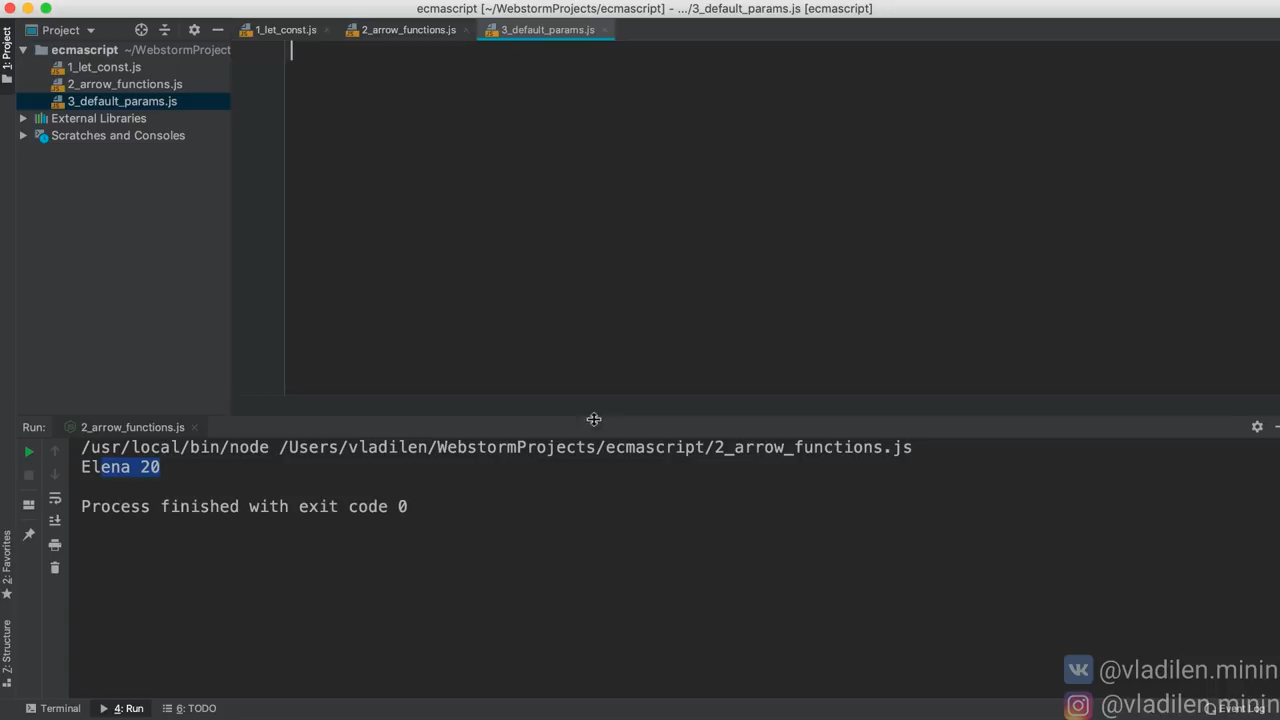 ecmascript [~/WebstormProjects/ecmascript] - .../3_default_params.js [ecmascript]
1: Project
Project
1_let_const.js
2_arrow_functions.js
3_default_params.js
ecmascript ~/WebstormProject
1_let_const.js
2_arrow_functions.js
3_default_params.js
External Libraries
Scratches and Consoles
Run: 2_arrow_functions.js
/usr/local/bin/node /Users/vladilen/WebstormProjects/ecmascript/2_arrow_functions.js
Elena 20
Process finished with exit code 0
2: Favorites
Z: Structure
@vladilen.minin
@vladilen.minin
Terminal
4: Run
6: TODO
Event Log